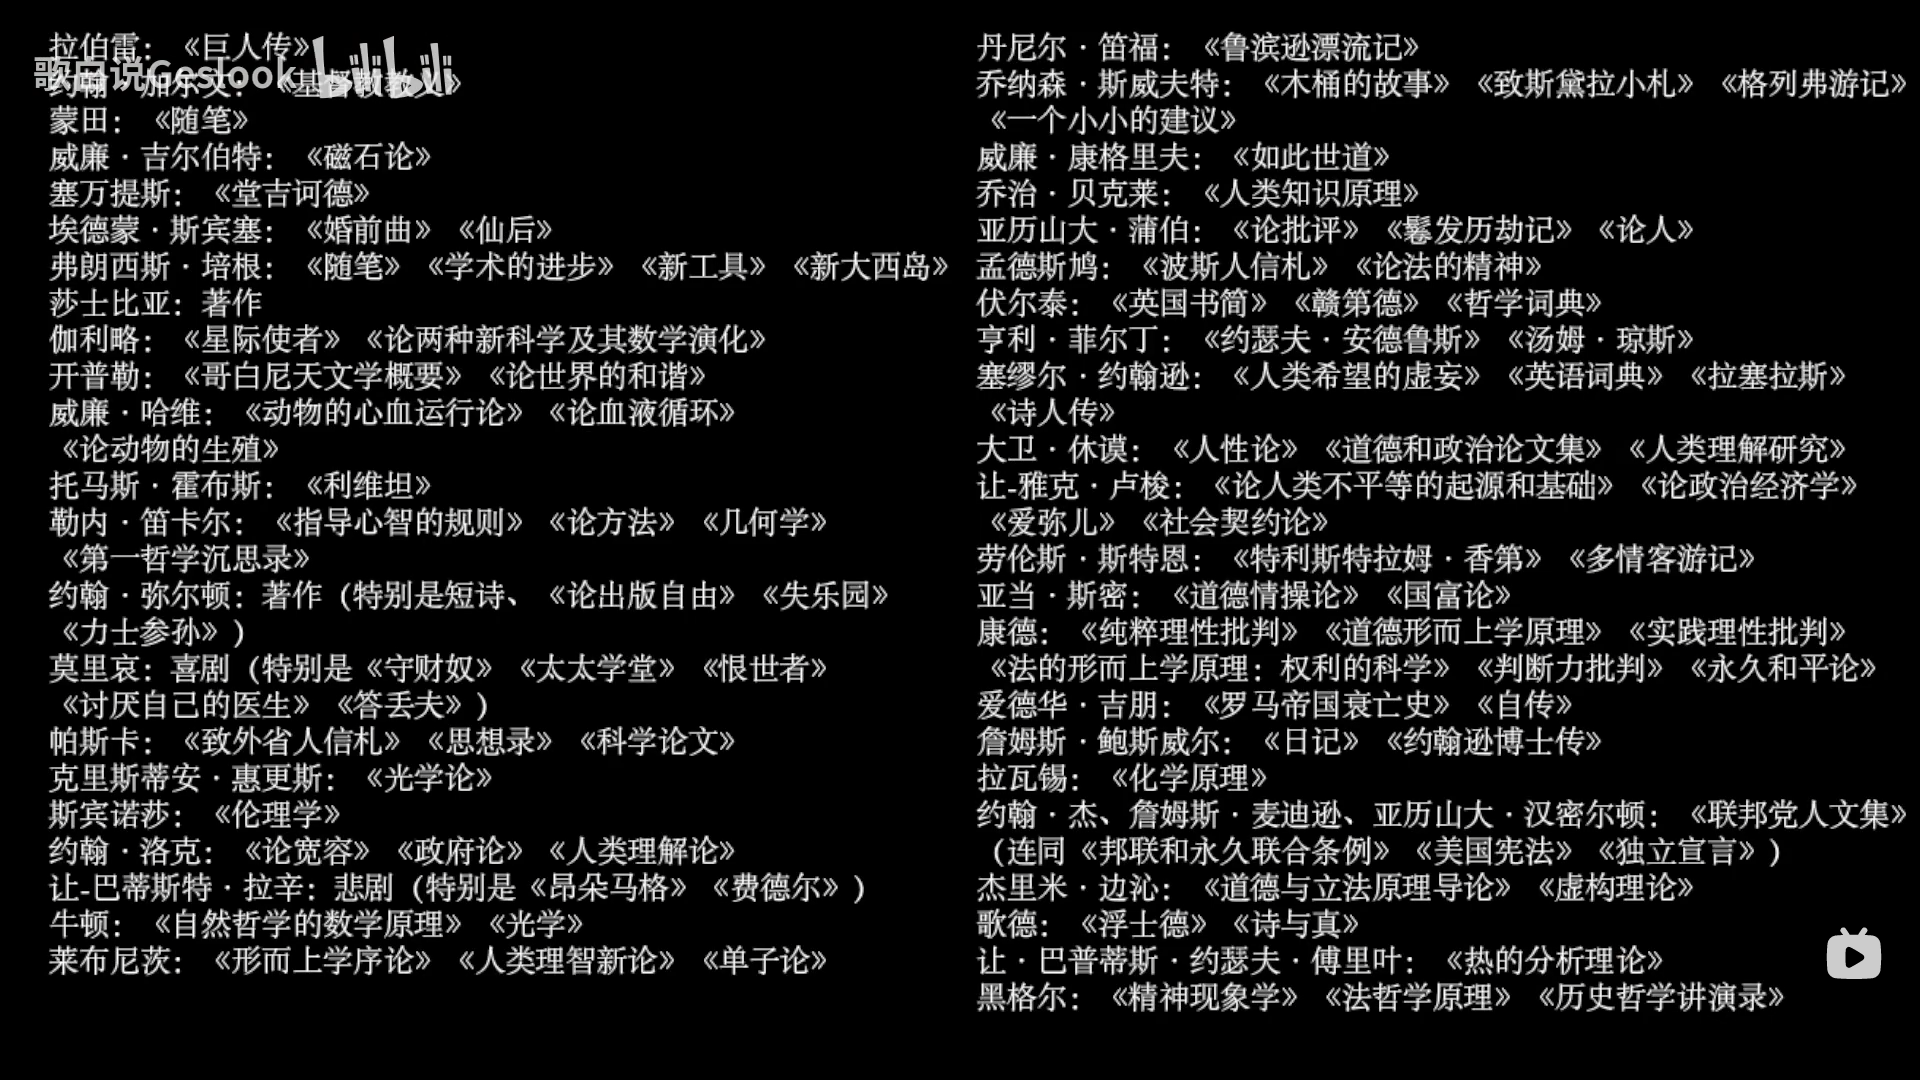 拉伯雷：《巨人传》
歌白说Geslook bilibili
约翰·加尔文：《基督教教义》
蒙田：《随笔》
威廉·吉尔伯特：《磁石论》
塞万提斯：《堂吉诃德》
埃德蒙·斯宾塞：《婚前曲》《仙后》
弗朗西斯·培根：《随笔》《学术的进步》《新工具》《新大西岛》
莎士比亚：著作
伽利略：《星际使者》《论两种新科学及其数学演化》
开普勒：《哥白尼天文学概要》《论世界的和谐》
威廉·哈维：《动物的心血运行论》《论血液循环》
《论动物的生殖》
托马斯·霍布斯：《利维坦》
勒内·笛卡尔：《指导心智的规则》《论方法》《几何学》
《第一哲学沉思录》
约翰·弥尔顿：著作（特别是短诗、《论出版自由》《失乐园》
《力士参孙》）
莫里哀：喜剧（特别是《守财奴》《太太学堂》《恨世者》
《讨厌自己的医生》《答丢夫》）
帕斯卡：《致外省人信札》《思想录》《科学论文》
克里斯蒂安·惠更斯：《光学论》
斯宾诺莎：《伦理学》
约翰·洛克：《论宽容》《政府论》《人类理解论》
让-巴蒂斯特·拉辛：悲剧（特别是《昂朵马格》《费德尔》）
牛顿：《自然哲学的数学原理》《光学》
莱布尼茨：《形而上学序论》《人类理智新论》《单子论》
丹尼尔·笛福：《鲁滨逊漂流记》
乔纳森·斯威夫特：《木桶的故事》《致斯黛拉小札》《格列弗游记》
《一个小小的建议》
威廉·康格里夫：《如此世道》
乔治·贝克莱：《人类知识原理》
亚历山大·蒲伯：《论批评》《鬈发历劫记》《论人》
孟德斯鸠：《波斯人信札》《论法的精神》
伏尔泰：《英国书简》《赣第德》《哲学词典》
亨利·菲尔丁：《约瑟夫·安德鲁斯》《汤姆·琼斯》
塞缪尔·约翰逊：《人类希望的虚妄》《英语词典》《拉塞拉斯》
《诗人传》
大卫·休谟：《人性论》《道德和政治论文集》《人类理解研究》
让-雅克·卢梭：《论人类不平等的起源和基础》《论政治经济学》
《爱弥儿》《社会契约论》
劳伦斯·斯特恩：《特利斯特拉姆·香第》《多情客游记》
亚当·斯密：《道德情操论》《国富论》
康德：《纯粹理性批判》《道德形而上学原理》《实践理性批判》
《法的形而上学原理：权利的科学》《判断力批判》《永久和平论》
爱德华·吉朋：《罗马帝国衰亡史》《自传》
詹姆斯·鲍斯威尔：《日记》《约翰逊博士传》
拉瓦锡：《化学原理》
约翰·杰、詹姆斯·麦迪逊、亚历山大·汉密尔顿：《联邦党人文集》
（连同《邦联和永久联合条例》《美国宪法》《独立宣言》）
杰里米·边沁：《道德与立法原理导论》《虚构理论》
歌德：《浮士德》《诗与真》
让·巴普蒂斯·约瑟夫·傅里叶：《热的分析理论》
黑格尔：《精神现象学》《法哲学原理》《历史哲学讲演录》